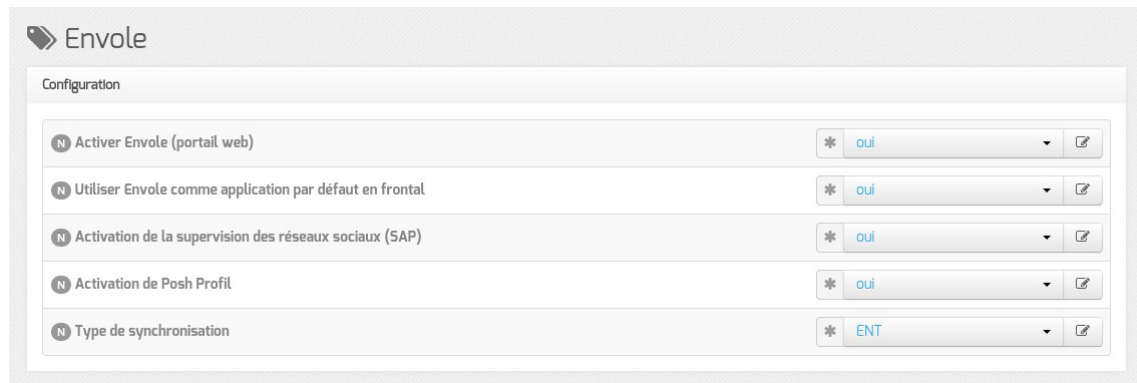 Envole
Configuration
N Activer Envole (portail web) * oui
N Utiliser Envole comme application par défaut en frontal * oui
N Activation de la supervision des réseaux sociaux (SAP) * oui
N Activation de Posh Profil * oui
N Type de synchronisation * ENT